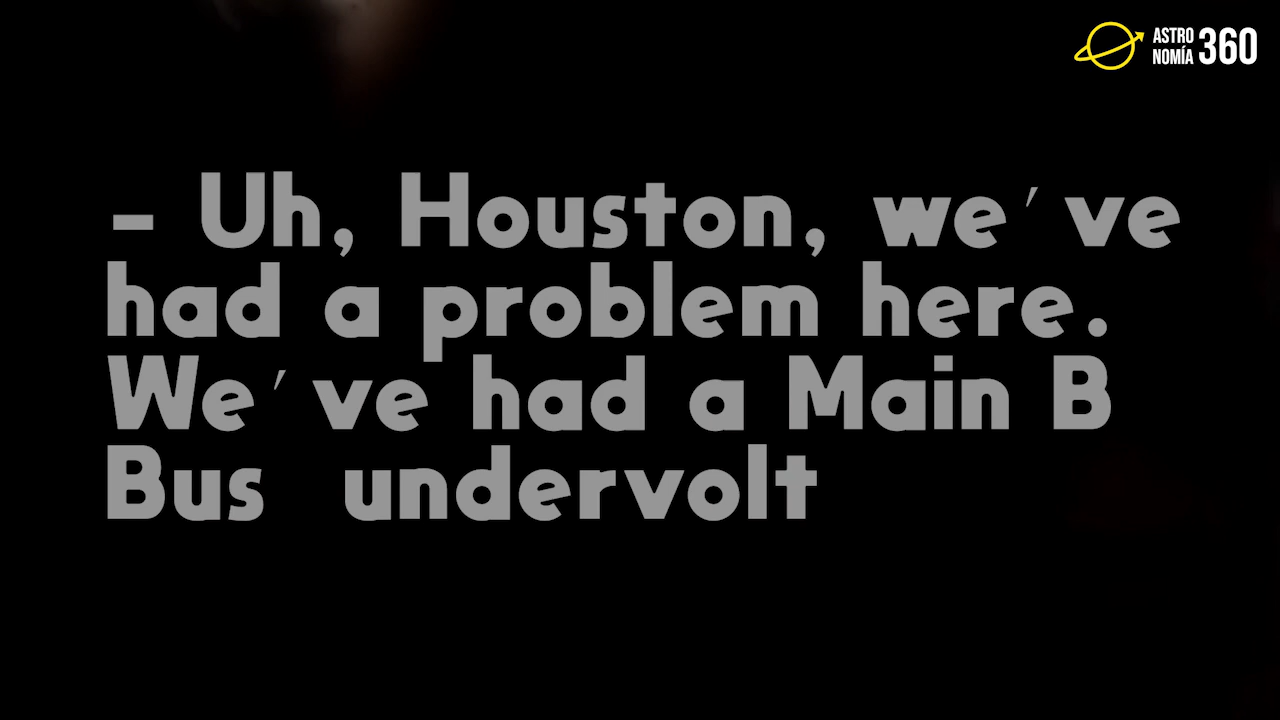 ASTRO
NOMÍA 360
- Uh, Houston, we've
had a problem here.
We've had a Main B
Bus undervolt